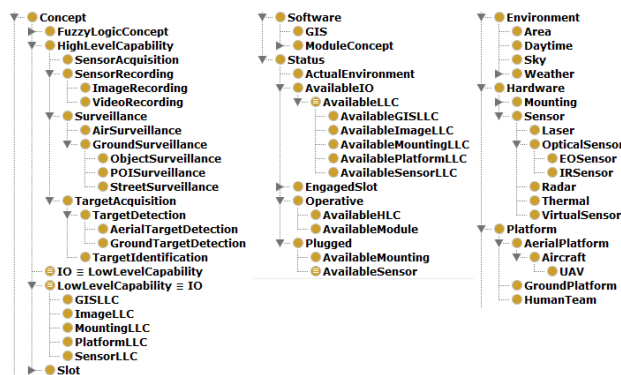 Concept
FuzzyLogicConcept
HighLevelCapability
SensorAcquisition
SensorRecording
ImageRecording
VideoRecording
Surveillance
AirSurveillance
GroundSurveillance
ObjectSurveillance
POISurveillance
StreetSurveillance
TargetAcquisition
TargetDetection
AerialTargetDetection
GroundTargetDetection
TargetIdentification
IO ≡ LowLevelCapability
LowLevelCapability ≡ IO
GISLLC
ImageLLC
MountingLLC
PlatformLLC
SensorLLC
Slot
Software
GIS
ModuleConcept
Status
ActualEnvironment
AvailableIO
AvailableLLC
AvailableGISLLC
AvailableImageLLC
AvailableMountingLLC
AvailablePlatformLLC
AvailableSensorLLC
EngagedSlot
Operative
AvailableHLC
AvailableModule
Plugged
AvailableMounting
AvailableSensor
Environment
Area
Daytime
Sky
Weather
Hardware
Mounting
Sensor
Laser
OpticalSensor
EOSensor
IRSensor
Radar
Thermal
VirtualSensor
Platform
AerialPlatform
Aircraft
UAV
GroundPlatform
HumanTeam